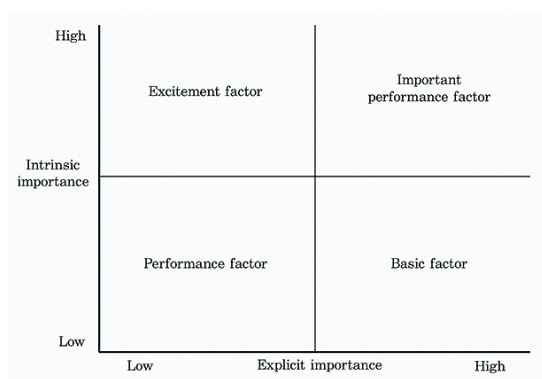 High
Excitement factor
Important
performance factor
Intrinsic
importance
Performance factor
Basic factor
Low
Low
Explicit importance
High